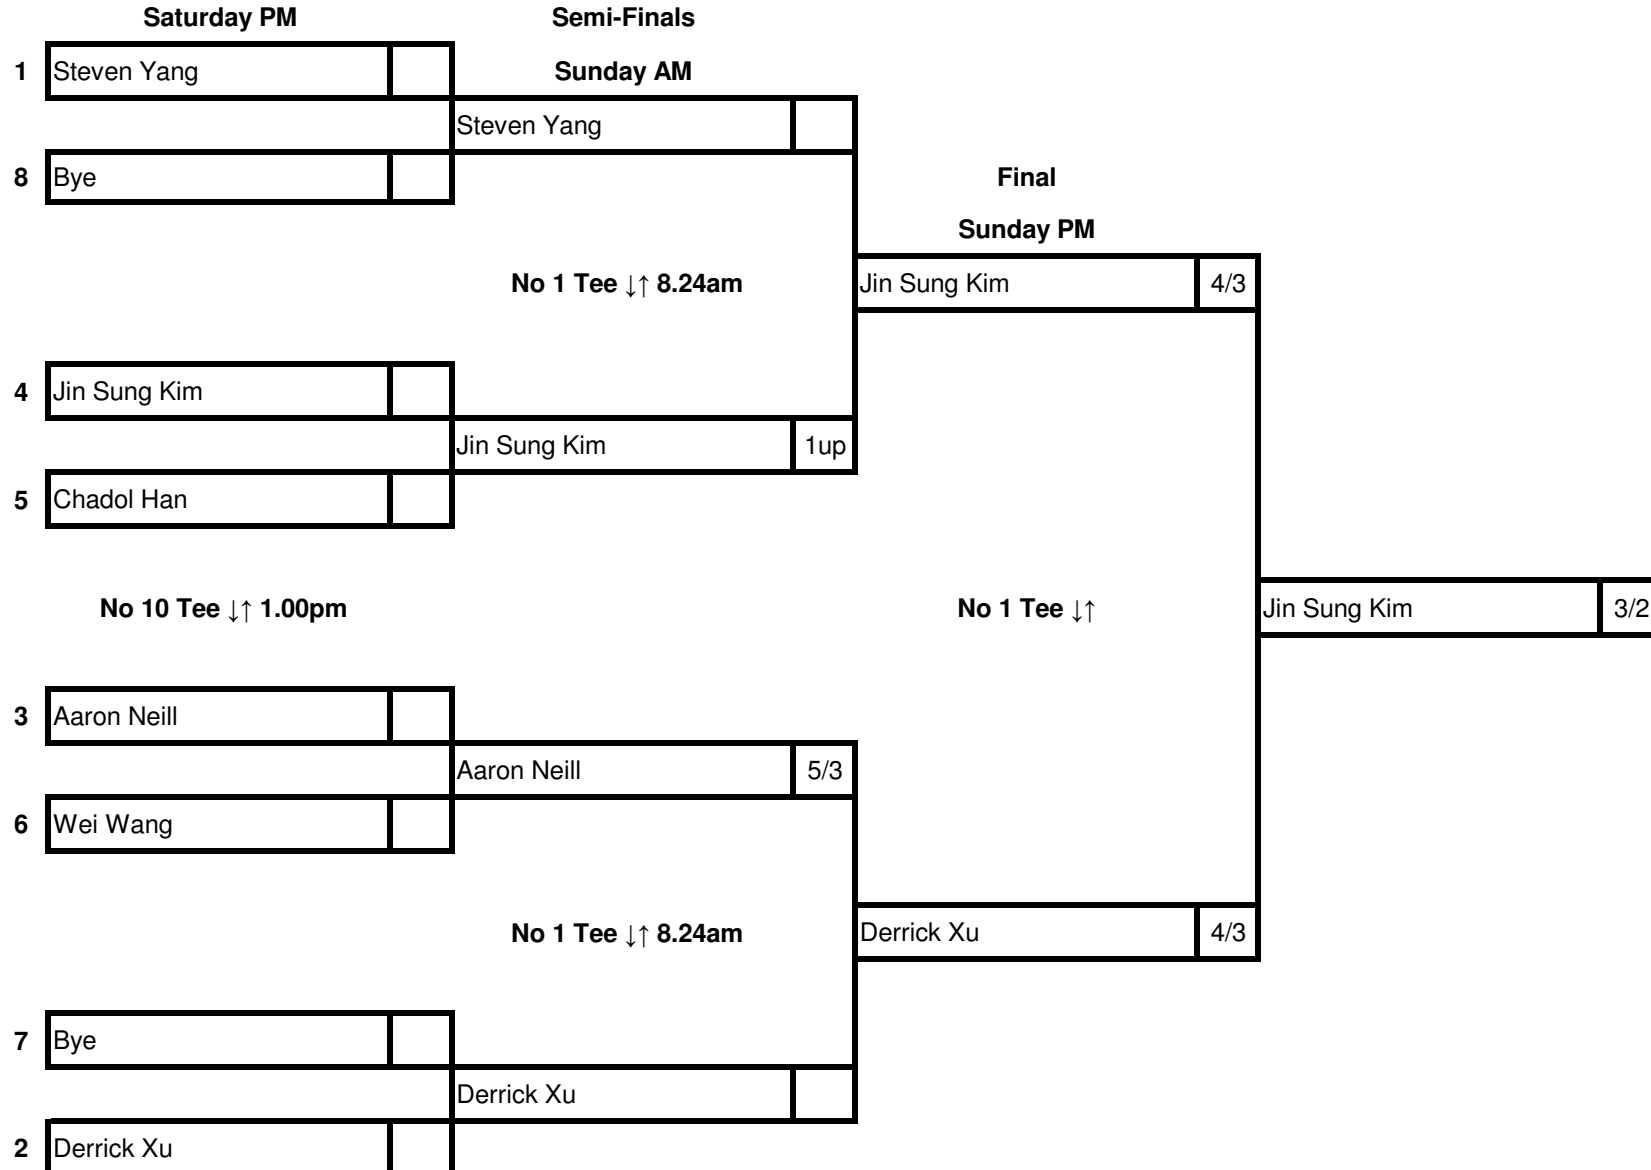 Saturday PM Semi-Finals
1 Steven Yang Sunday AM
Steven Yang
8 Bye Final
Sunday PM
No 1 Tee ↓↑ 8.24am Jin Sung Kim 4/3
4 Jin Sung Kim
Jin Sung Kim 1up
5 Chadol Han
No 10 Tee ↓↑ 1.00pm No 1 Tee ↓↑ Jin Sung Kim 3/2
3 Aaron Neill
Aaron Neill 5/3
6 Wei Wang
No 1 Tee ↓↑ 8.24am Derrick Xu 4/3
7 Bye
Derrick Xu
2 Derrick Xu